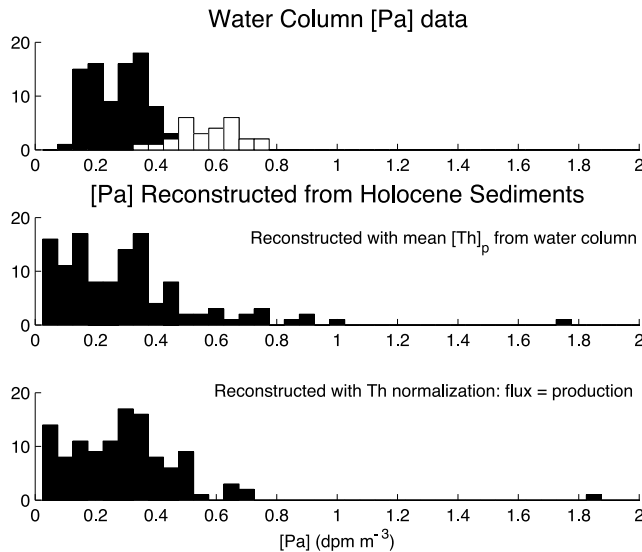 Water Column [Pa] data
20
10
0
0 0.2 0.4 0.6 0.8 1 1.2 1.4 1.6 1.8 2
[Pa] Reconstructed from Holocene Sediments
Reconstructed with mean [Th]p from water column
20
10
0
0 0.2 0.4 0.6 0.8 1 1.2 1.4 1.6 1.8 2
Reconstructed with Th normalization: flux = production
20
10
0
0 0.2 0.4 0.6 0.8 1 1.2 1.4 1.6 1.8 2
[Pa] (dpm m-3)